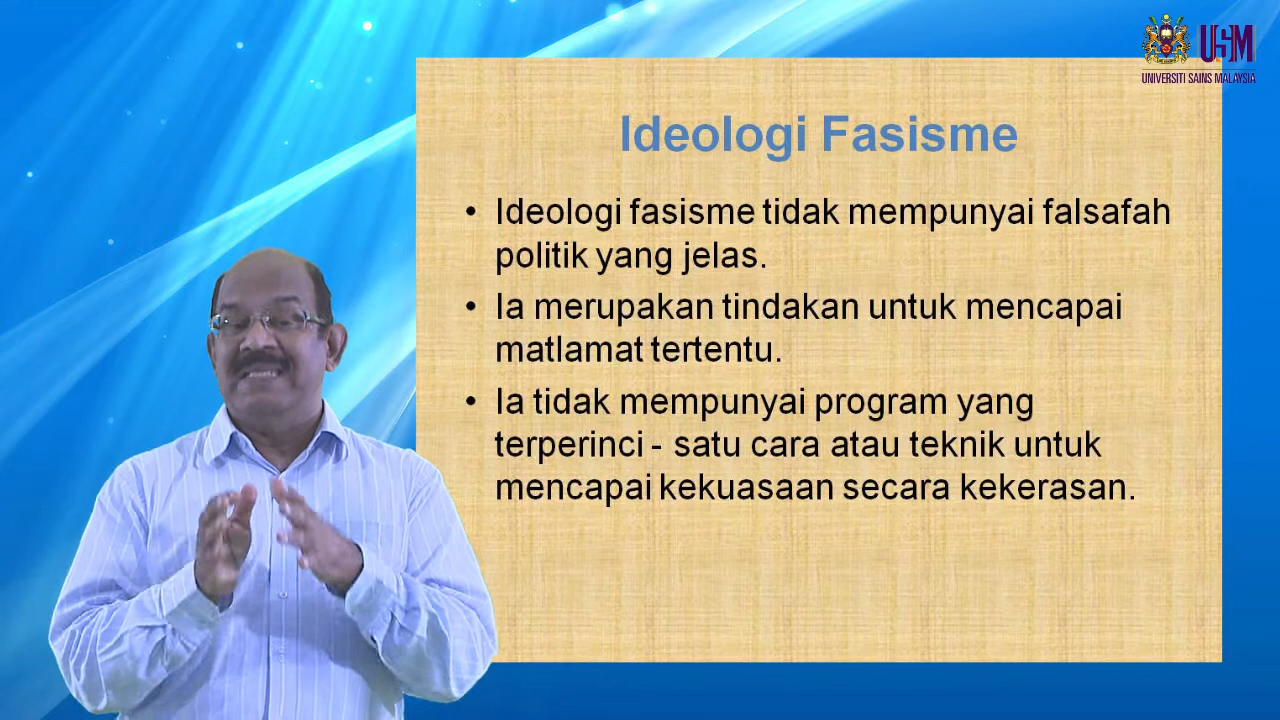 USM
UNIVERSITI SAINS MALAYSIA
Ideologi Fasisme
• Ideologi fasisme tidak mempunyai falsafah
politik yang jelas.
• Ia merupakan tindakan untuk mencapai
matlamat tertentu.
• Ia tidak mempunyai program yang
terperinci - satu cara atau teknik untuk
mencapai kekuasaan secara kekerasan.